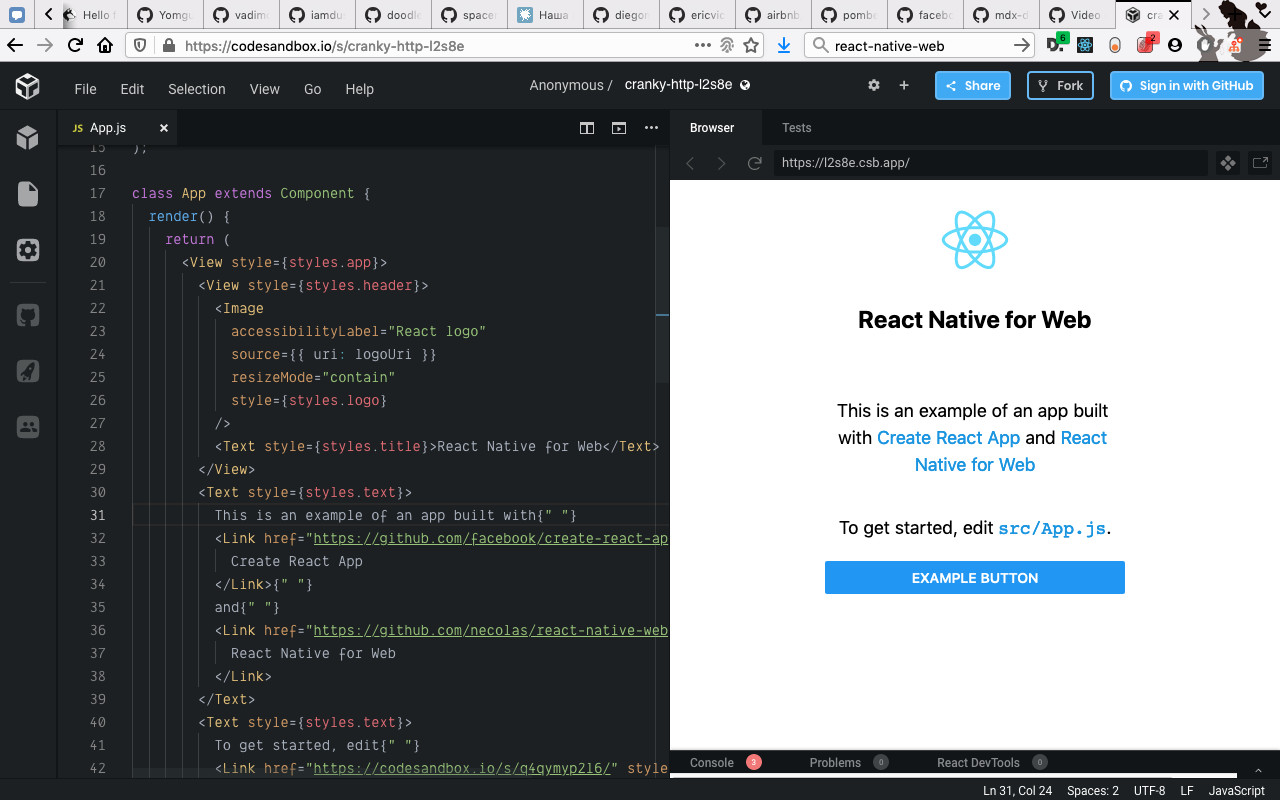 Hello f Yomgu vadimd iamdus doodle spacer Наша diegon ericvic airbnb pombe facebo mdx-d Video cra
https://codesandbox.io/s/cranky-http-l2s8e
react-native-web
6
2
File Edit Selection View Go Help
Anonymous / cranky-http-l2s8e
Share Fork Sign in with GitHub
JS App.js
15 );
16
17 class App extends Component {
18 render() {
19 return (
20 <View style={styles.app}>
21 <View style={styles.header}>
22 <Image
23 accessibilityLabel="React logo"
24 source={{ uri: logoUri }}
25 resizeMode="contain"
26 style={styles.logo}
27 />
28 <Text style={styles.title}>React Native for Web</Text>
29 </View>
30 <Text style={styles.text}>
31 This is an example of an app built with{" "}
32 <Link href="https://github.com/facebook/create-react-ap
33 Create React App
34 </Link>{" "}
35 and{" "}
36 <Link href="https://github.com/necolas/react-native-web
37 React Native for Web
38 </Link>
39 </Text>
40 <Text style={styles.text}>
41 To get started, edit{" "}
42 <Link href="https://codesandbox.io/s/q4qymyp2l6/" style
Browser Tests
https://l2s8e.csb.app/
React Native for Web
This is an example of an app built
with Create React App and React
Native for Web
To get started, edit src/App.js.
EXAMPLE BUTTON
Console 3 Problems 0 React DevTools 0
Ln 31, Col 24 Spaces: 2 UTF-8 LF JavaScript